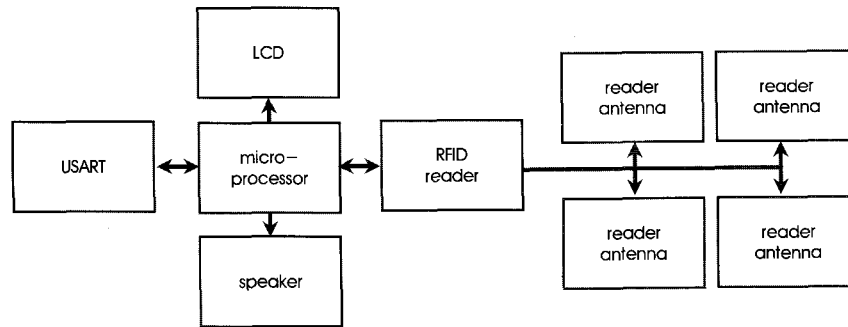 LCD
reader
antenna
reader
antenna
USART
micro-
processor
RFID
reader
reader
antenna
reader
antenna
speaker